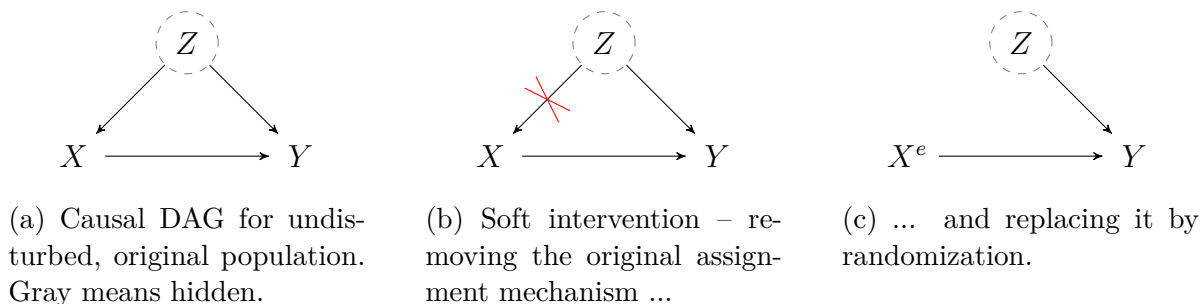 Z
X
Y
(a) Causal DAG for undis-
turbed, original population.
Gray means hidden.
Z
X
Y
(b) Soft intervention – re-
moving the original assign-
ment mechanism ...
Z
X^e
Y
(c) ... and replacing it by
randomization.